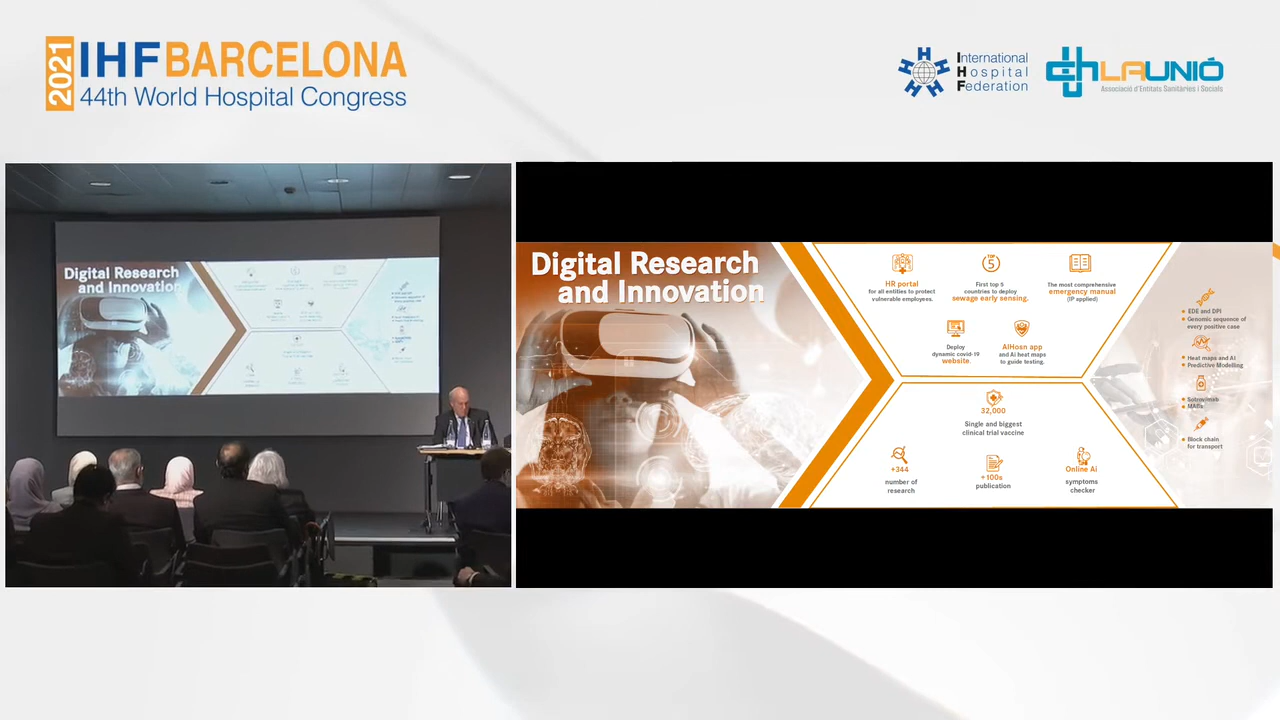 2021
IHF BARCELONA
44th World Hospital Congress
International
Hospital
Federation
LAUNIÓ
Associació d'Entitats Sanitàries i Socials
Digital Research
and Innovation
Digital Research
and Innovation
HR portal
for all entities to protect
vulnerable employees.
TOP
5
First top 5
countries to deploy
sewage early sensing.
The most comprehensive
emergency manual
(IP applied)
Deploy
dynamic covid-19
website.
AlHosn app
and Ai heat maps
to guide testing.
32,000
Single and biggest
clinical trial vaccine
+344
number of
research
+100s
publication
Online Ai
symptoms
checker
EDE and DPI
Genomic sequence of
every positive case
Heat maps and AI
Predictive Modelling
Sotrovimab
MABs
Block chain
for transport